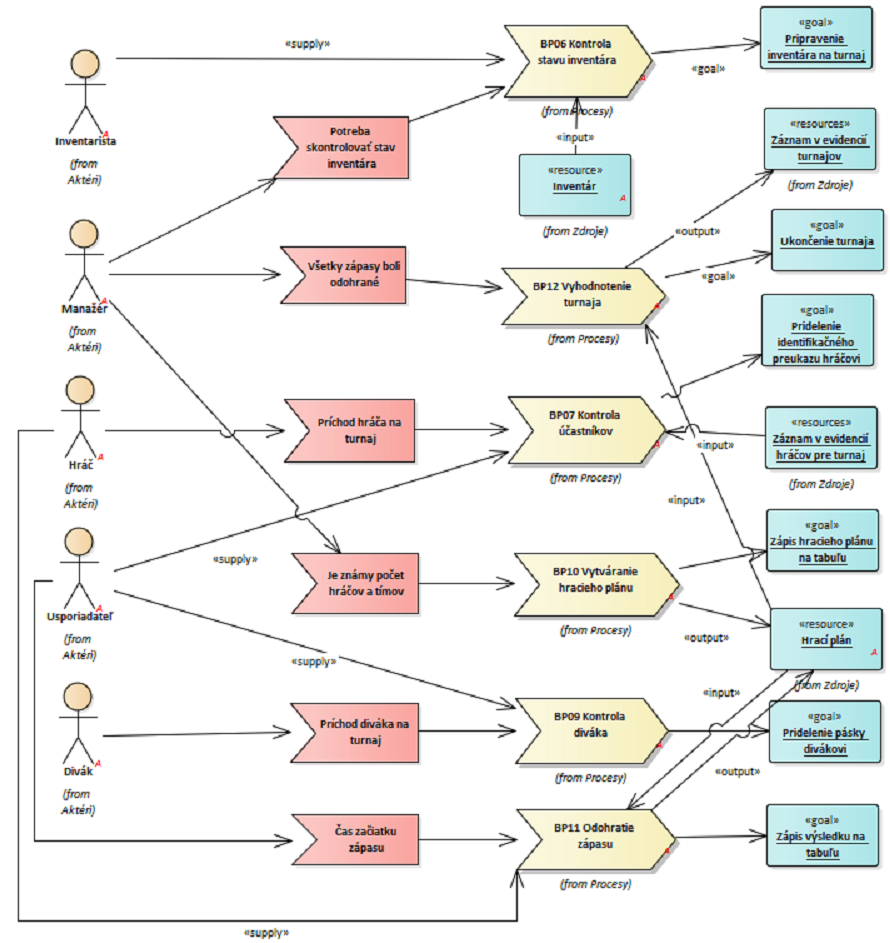 «supply»
Inventarista
(from
Aktéri)
BP06 Kontrola
stavu inventára
(from Procesy)
«goal»
«goal»
Pripravenie
inventára na turnaj
Potreba
skontrolovať stav
inventára
«input»
«resource»
Inventár
(from Zdroje)
«resources»
Záznam v evidencií
turnajov
(from Zdroje)
Manažér
(from
Aktéri)
Všetky zápasy boli
odohrané
BP12 Vyhodnotenie
turnaja
(from Procesy)
«output»
«goal»
«goal»
Ukončenie turnaja
«goal»
Pridelenie
identifikačného
preukazu hráčovi
Hráč
(from
Aktéri)
Príchod hráča na
turnaj
BP07 Kontrola
účastníkov
(from Procesy)
«input»
«resources»
Záznam v evidencií
hráčov pre turnaj
(from Zdroje)
«input»
Usporiadateľ
(from
Aktéri)
«supply»
Je známy počet
hráčov a tímov
BP10 Vytváranie
hracieho plánu
(from Procesy)
«goal»
Zápis hracieho plánu
na tabuľu
«output»
«resource»
Hrací plán
(from Zdroje)
«supply»
«input»
Divák
(from
Aktéri)
Príchod diváka na
turnaj
BP09 Kontrola
diváka
(from Procesy)
«goal»
Pridelenie pásky
divákovi
«output»
Čas začiatku
zápasu
BP11 Odohratie
zápasu
(from Procesy)
«goal»
Zápis výsledku na
tabuľu
«supply»